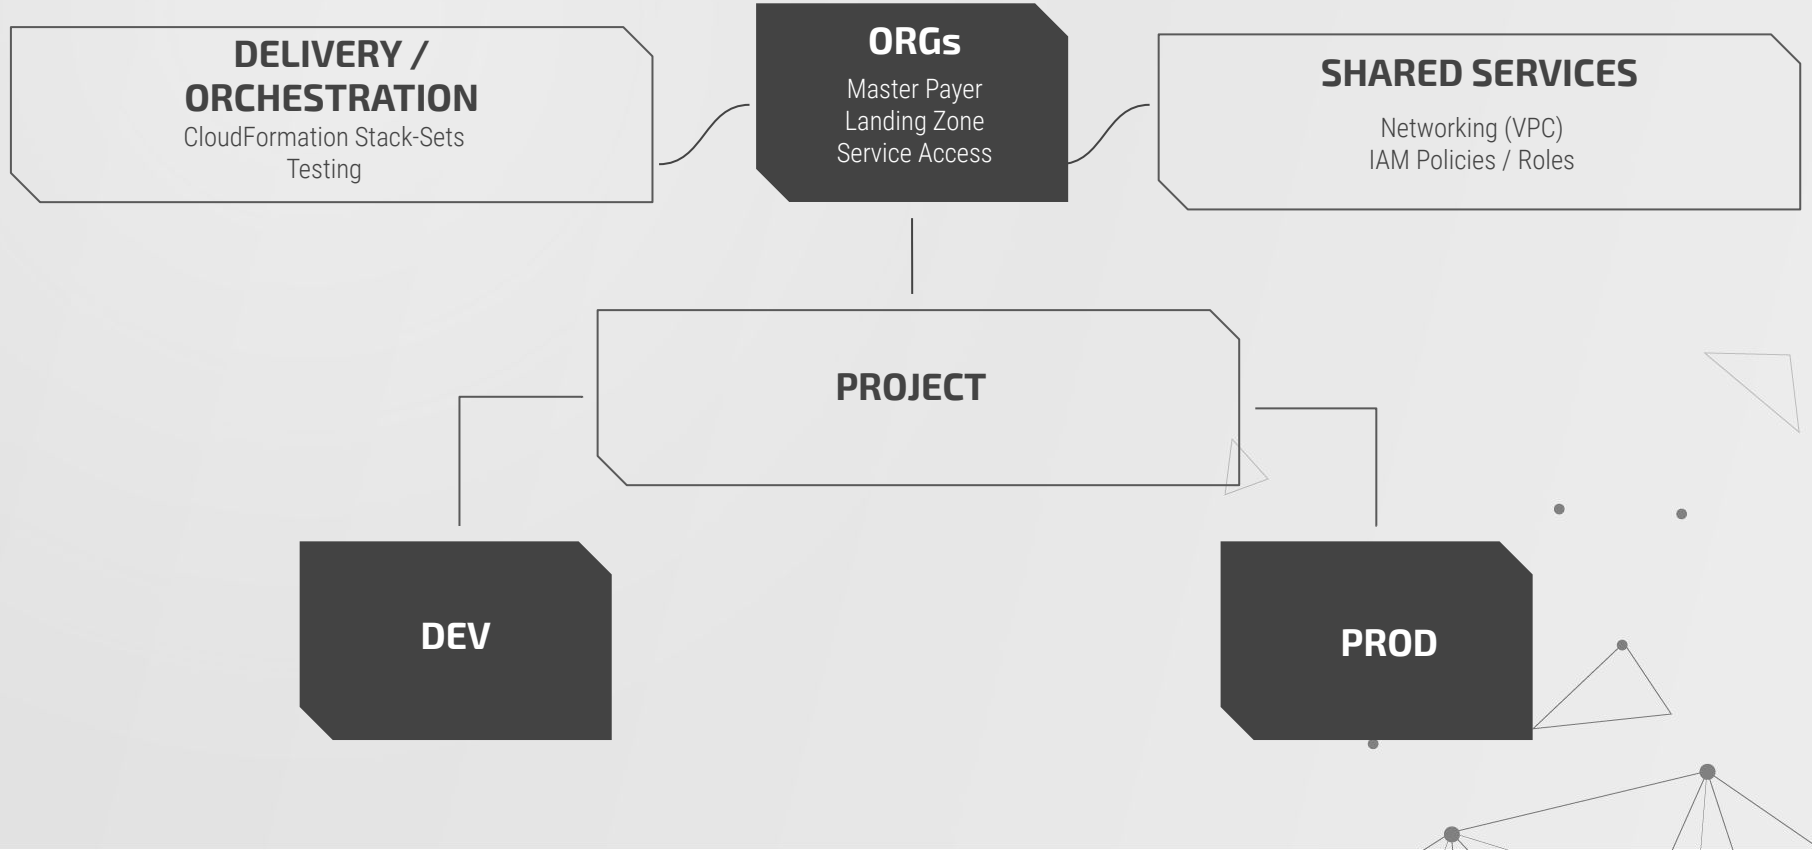 DELIVERY /
ORCHESTRATION
CloudFormation Stack-Sets
Testing
ORGs
Master Payer
Landing Zone
Service Access
SHARED SERVICES
Networking (VPC)
IAM Policies / Roles
PROJECT
DEV
PROD